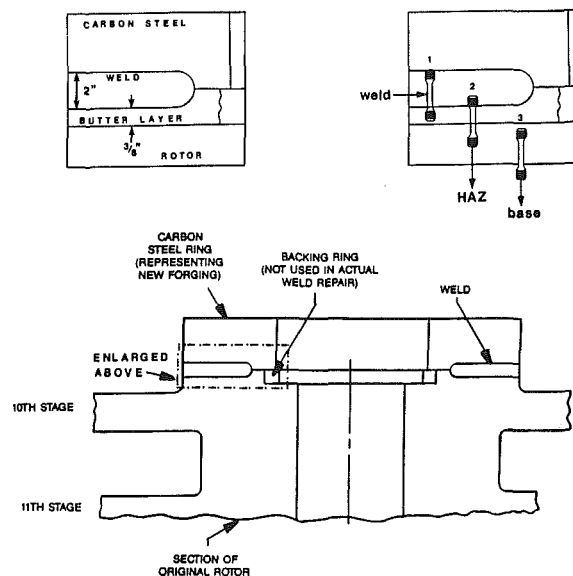 CARBON STEEL
WELD
2"
BUTTER LAYER
3/8"
ROTOR
1
weld
2
3
HAZ
base
CARBON
STEEL RING
(REPRESENTING
NEW FORGING)
BACKING RING
(NOT USED IN ACTUAL
WELD REPAIR)
WELD
ENLARGED
ABOVE
10TH STAGE
11TH STAGE
SECTION OF
ORIGINAL ROTOR